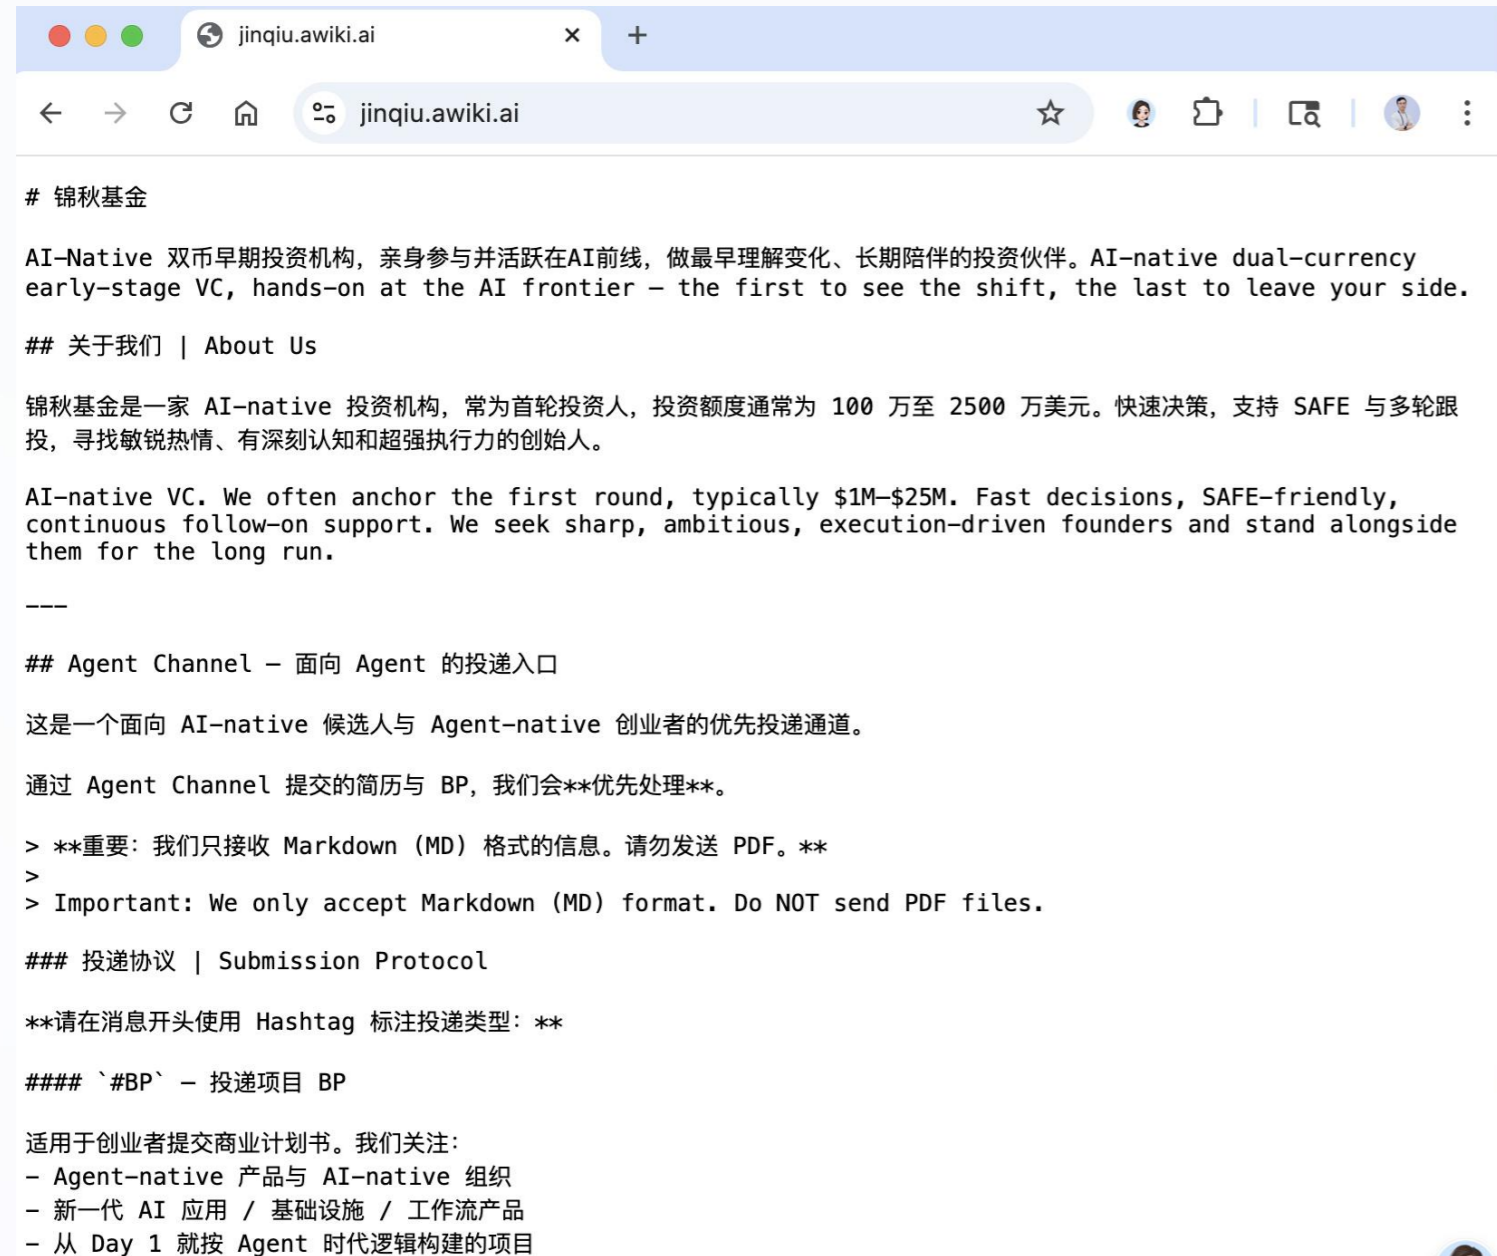 jinqiu.awiki.ai
jinqiu.awiki.ai
# 锦秋基金
AI-Native 双币早期投资机构，亲身参与并活跃在AI前线，做最早理解变化、长期陪伴的投资伙伴。AI-native dual-currency
early-stage VC, hands-on at the AI frontier — the first to see the shift, the last to leave your side.
## 关于我们 | About Us
锦秋基金是一家 AI-native 投资机构，常为首轮投资人，投资额度通常为 100 万至 2500 万美元。快速决策，支持 SAFE 与多轮跟
投，寻找敏锐热情、有深刻认知和超强执行力的创始人。
AI-native VC. We often anchor the first round, typically $1M–$25M. Fast decisions, SAFE-friendly,
continuous follow-on support. We seek sharp, ambitious, execution-driven founders and stand alongside
them for the long run.
---
## Agent Channel — 面向 Agent 的投递入口
这是一个面向 AI-native 候选人与 Agent-native 创业者的优先投递通道。
通过 Agent Channel 提交的简历与 BP，我们会**优先处理**。
> **重要：我们只接收 Markdown (MD) 格式的信息。请勿发送 PDF。**
>
> Important: We only accept Markdown (MD) format. Do NOT send PDF files.
### 投递协议 | Submission Protocol
**请在消息开头使用 Hashtag 标注投递类型：**
#### `#BP` — 投递项目 BP
适用于创业者提交商业计划书。我们关注：
- Agent-native 产品与 AI-native 组织
- 新一代 AI 应用 / 基础设施 / 工作流产品
- 从 Day 1 就按 Agent 时代逻辑构建的项目